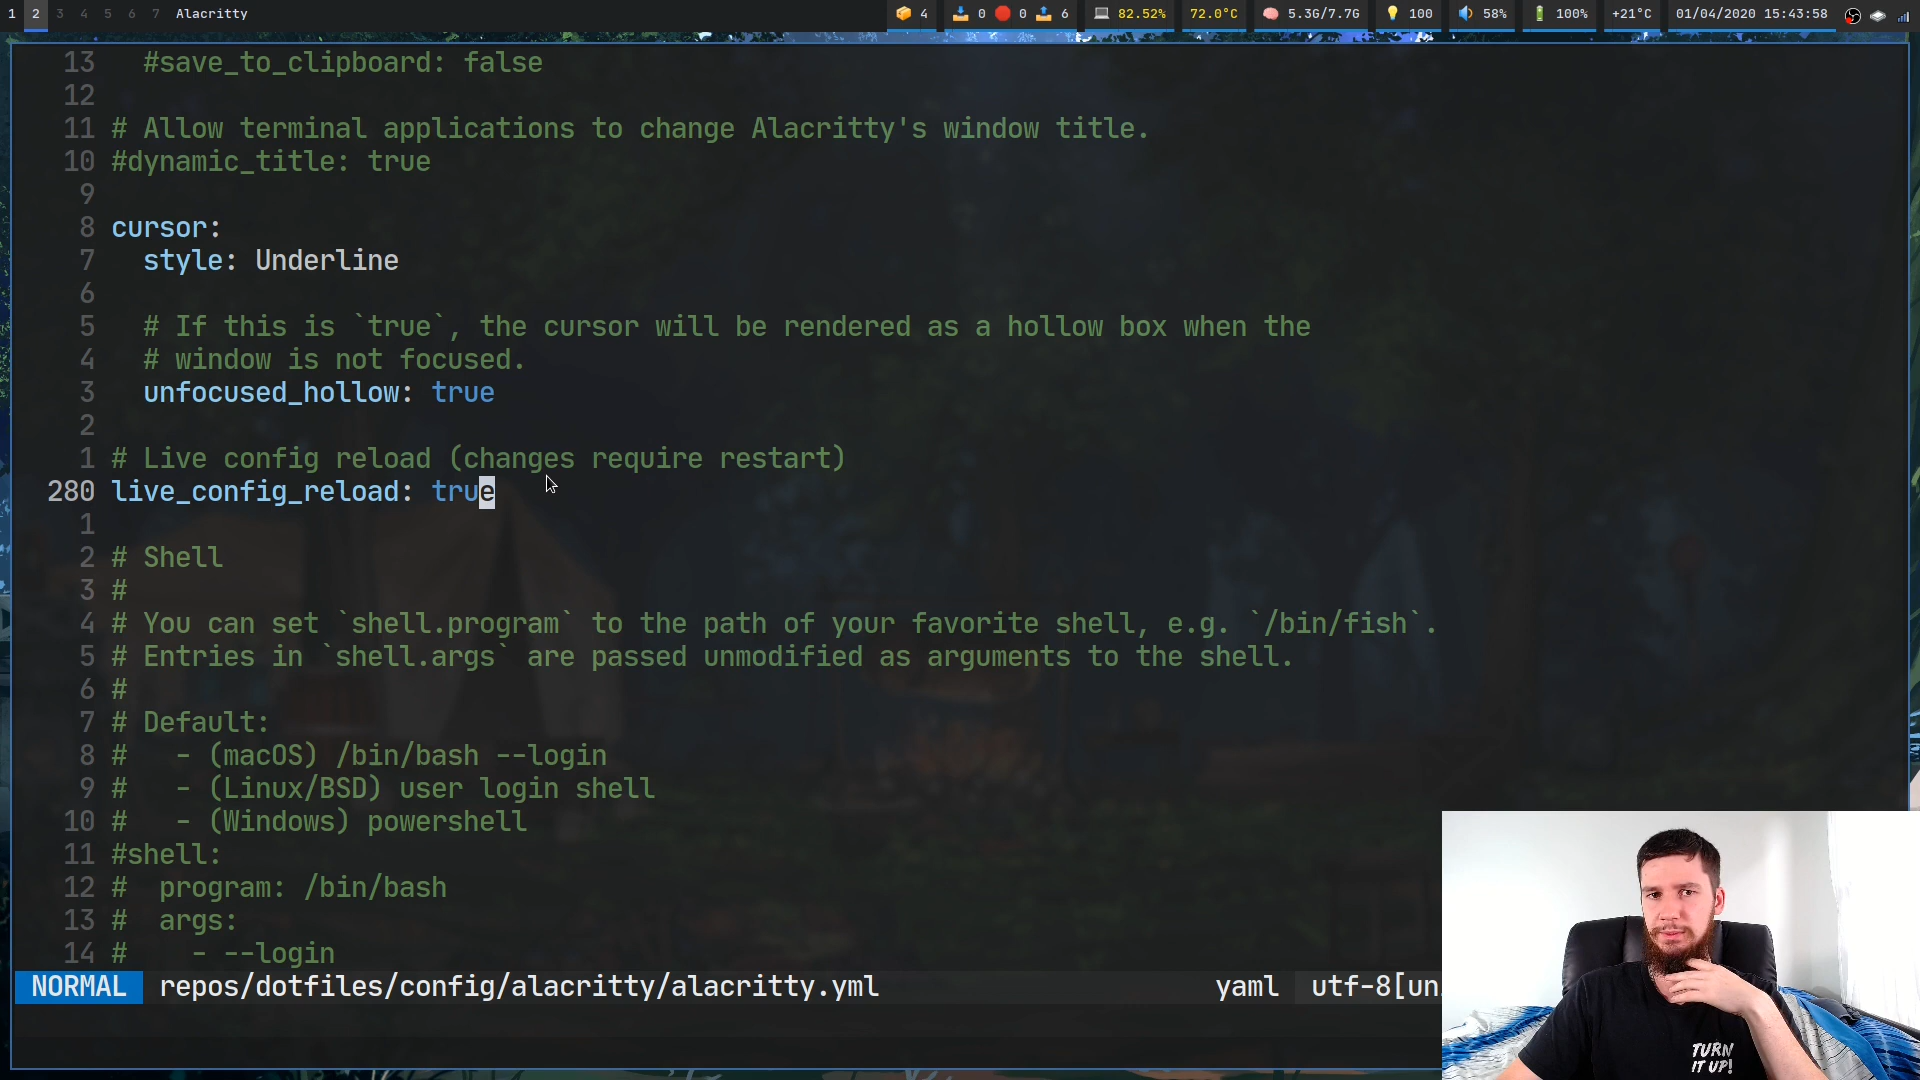 1 2 3 4 5 6 7 Alacritty 4 0 0 6 82.52% 72.0°C 5.3G/7.7G 100 58% 100% +21°C 01/04/2020 15:43:58
13 #save_to_clipboard: false
12
11 # Allow terminal applications to change Alacritty's window title.
10 #dynamic_title: true
9
8 cursor:
7 style: Underline
6
5 # If this is `true`, the cursor will be rendered as a hollow box when the
4 # window is not focused.
3 unfocused_hollow: true
2
1 # Live config reload (changes require restart)
280 live_config_reload: true
1
2 # Shell
3 #
4 # You can set `shell.program` to the path of your favorite shell, e.g. `/bin/fish`.
5 # Entries in `shell.args` are passed unmodified as arguments to the shell.
6 #
7 # Default:
8 # - (macOS) /bin/bash --login
9 # - (Linux/BSD) user login shell
10 # - (Windows) powershell
11 #shell:
12 # program: /bin/bash
13 # args:
14 # - --login
NORMAL repos/dotfiles/config/alacritty/alacritty.yml yaml utf-8[un
TURN
IT UP!